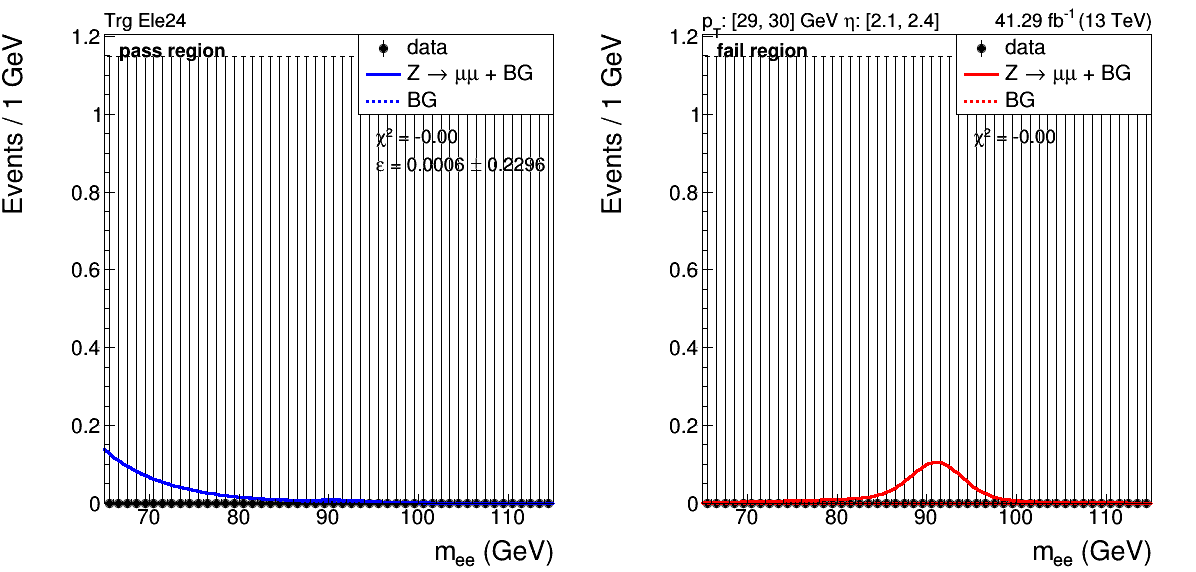 Trg Ele24
pass region
data
Z → μμ + BG
BG
χ² = -0.00
ε = 0.0006 ± 0.2296
Events / 1 GeV
1.2
1
0.8
0.6
0.4
0.2
0
70 80 90 100 110
m_ee (GeV)
p_T: [29, 30] GeV η: [2.1, 2.4] 41.29 fb⁻¹ (13 TeV)
fail region
data
Z → μμ + BG
BG
χ² = -0.00
Events / 1 GeV
1.2
1
0.8
0.6
0.4
0.2
0
70 80 90 100 110
m_ee (GeV)